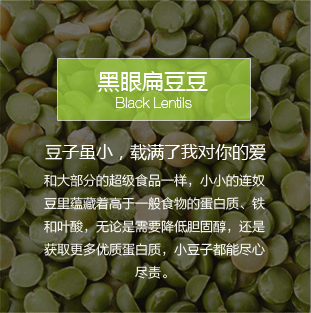 黑眼扁豆豆
Black Lentils
豆子虽小，载满了我对你的爱
和大部分的超级食品一样，小小的连奴
豆里蕴藏着高于一般食物的蛋白质、铁
和叶酸，无论是需要降低胆固醇，还是
获取更多优质蛋白质，小豆子都能尽心
尽责。